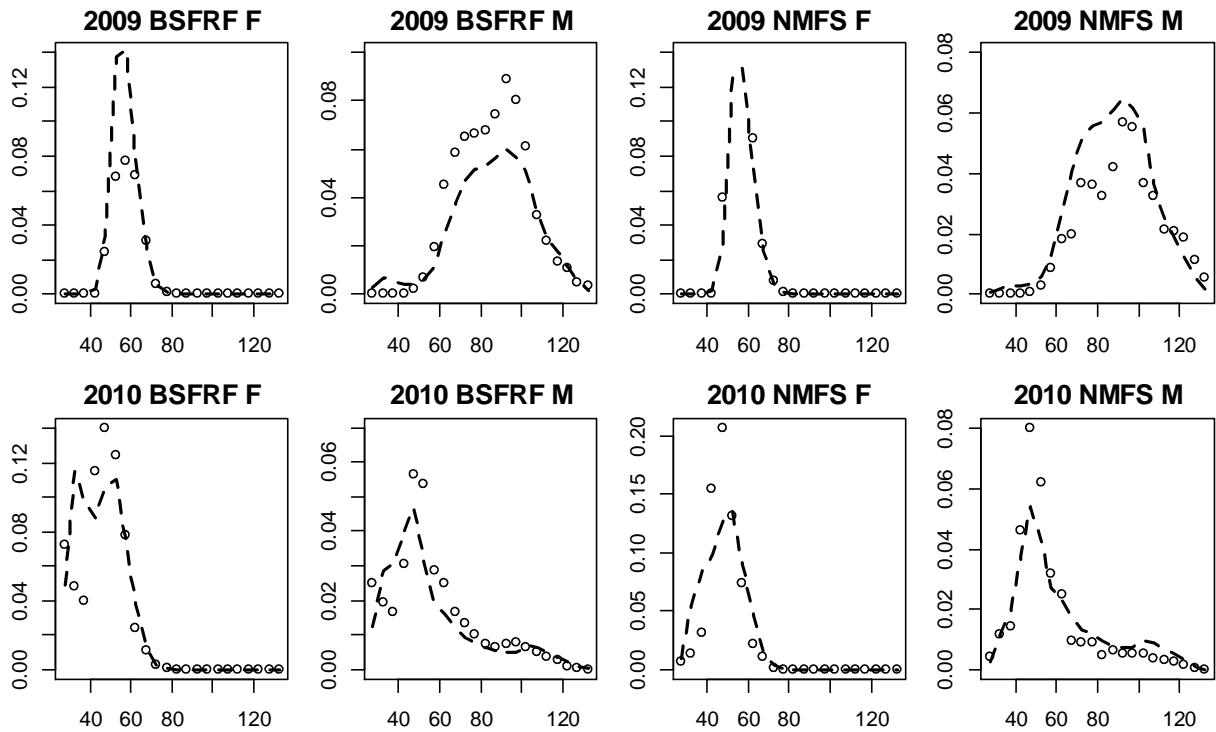 2009 BSFRF F
2009 BSFRF M
2009 NMFS F
2009 NMFS M
0.00 0.04 0.08 0.12
0.00 0.04 0.08
0.00 0.04 0.08 0.12
0.00 0.02 0.04 0.06 0.08
40 60 80 120
40 60 80 120
40 60 80 120
40 60 80 120
2010 BSFRF F
2010 BSFRF M
2010 NMFS F
2010 NMFS M
0.00 0.04 0.08 0.12
0.00 0.02 0.04 0.06
0.00 0.05 0.10 0.15 0.20
0.00 0.02 0.04 0.06 0.08
40 60 80 120
40 60 80 120
40 60 80 120
40 60 80 120